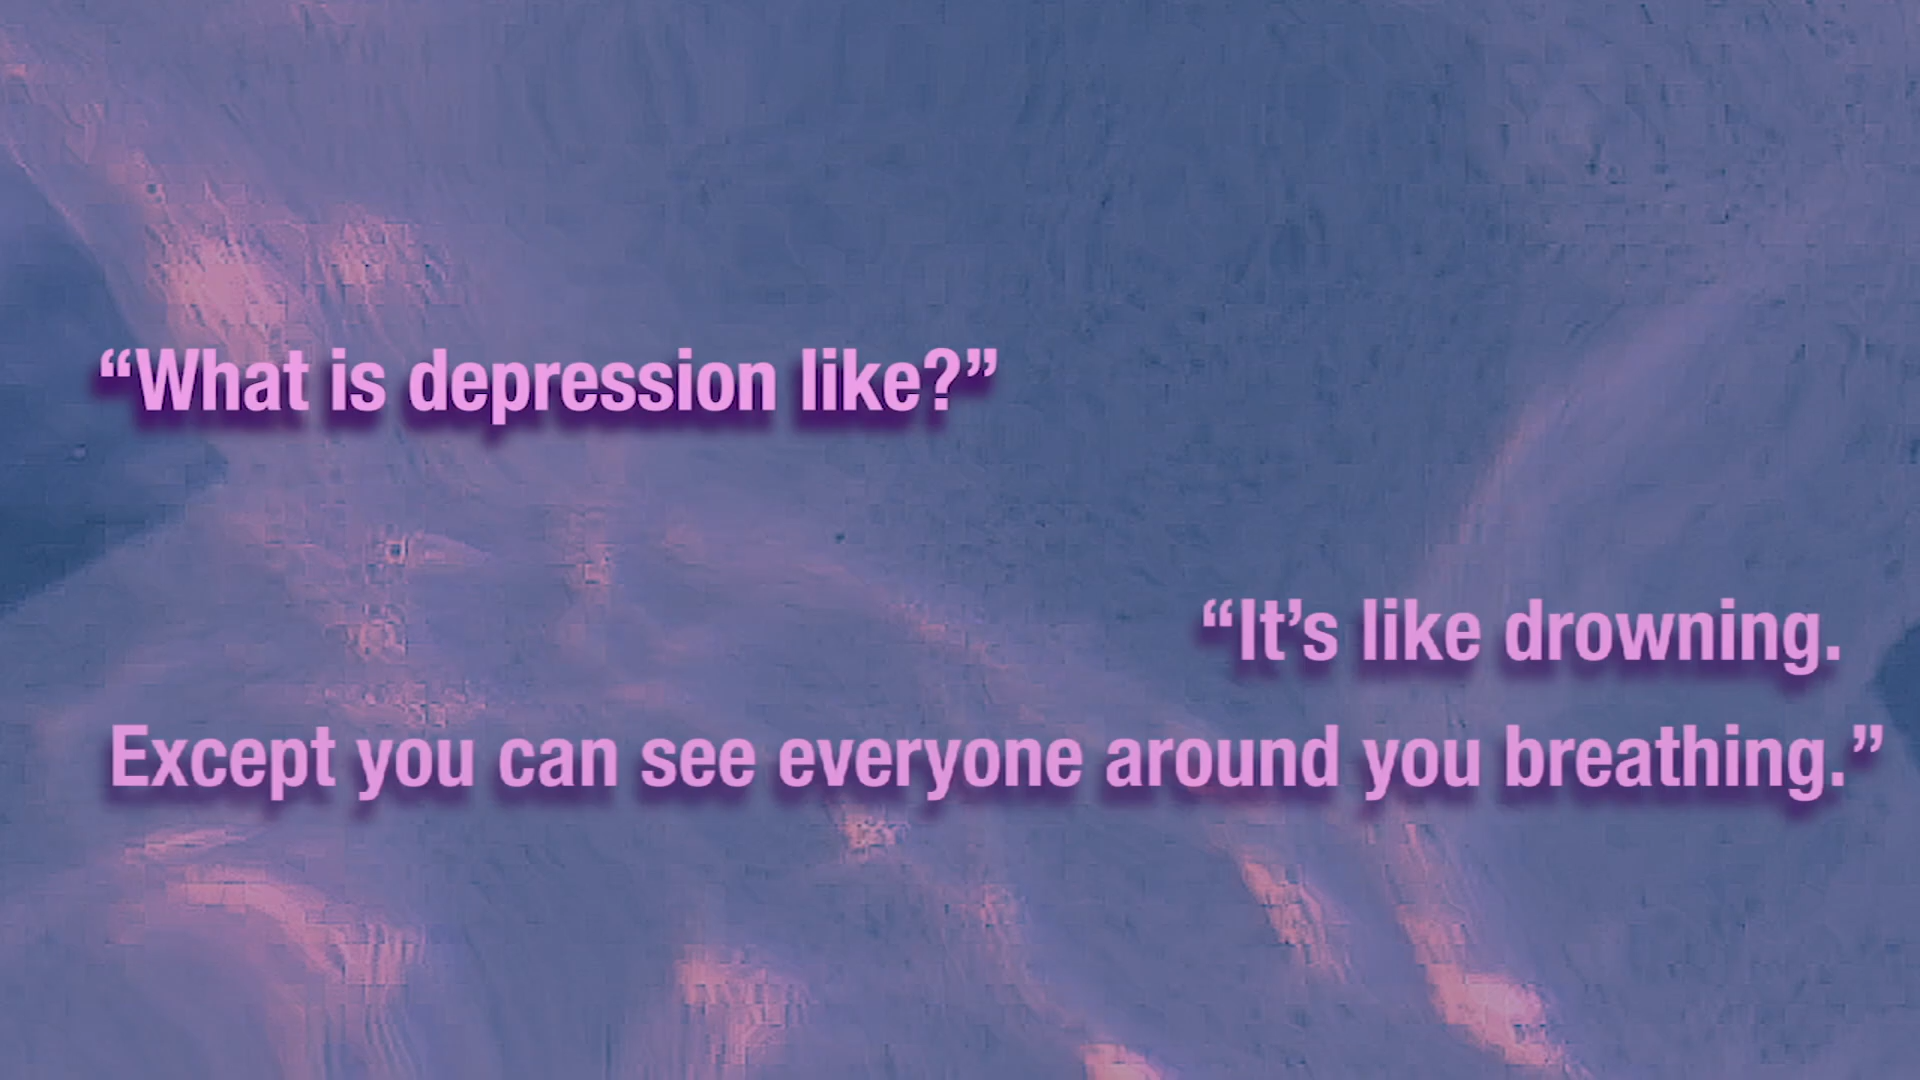 “What is depression like?”
“It’s like drowning.
Except you can see everyone around you breathing.”